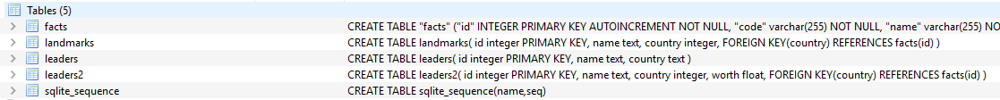 Tables (5)
facts CREATE TABLE "facts" ("id" INTEGER PRIMARY KEY AUTOINCREMENT NOT NULL, "code" varchar(255) NOT NULL, "name" varchar(255) NO
landmarks CREATE TABLE landmarks( id integer PRIMARY KEY, name text, country integer, FOREIGN KEY(country) REFERENCES facts(id) )
leaders CREATE TABLE leaders( id integer PRIMARY KEY, name text, country text )
leaders2 CREATE TABLE leaders2( id integer PRIMARY KEY, name text, country integer, worth float, FOREIGN KEY(country) REFERENCES facts(id) )
sqlite_sequence CREATE TABLE sqlite_sequence(name,seq)